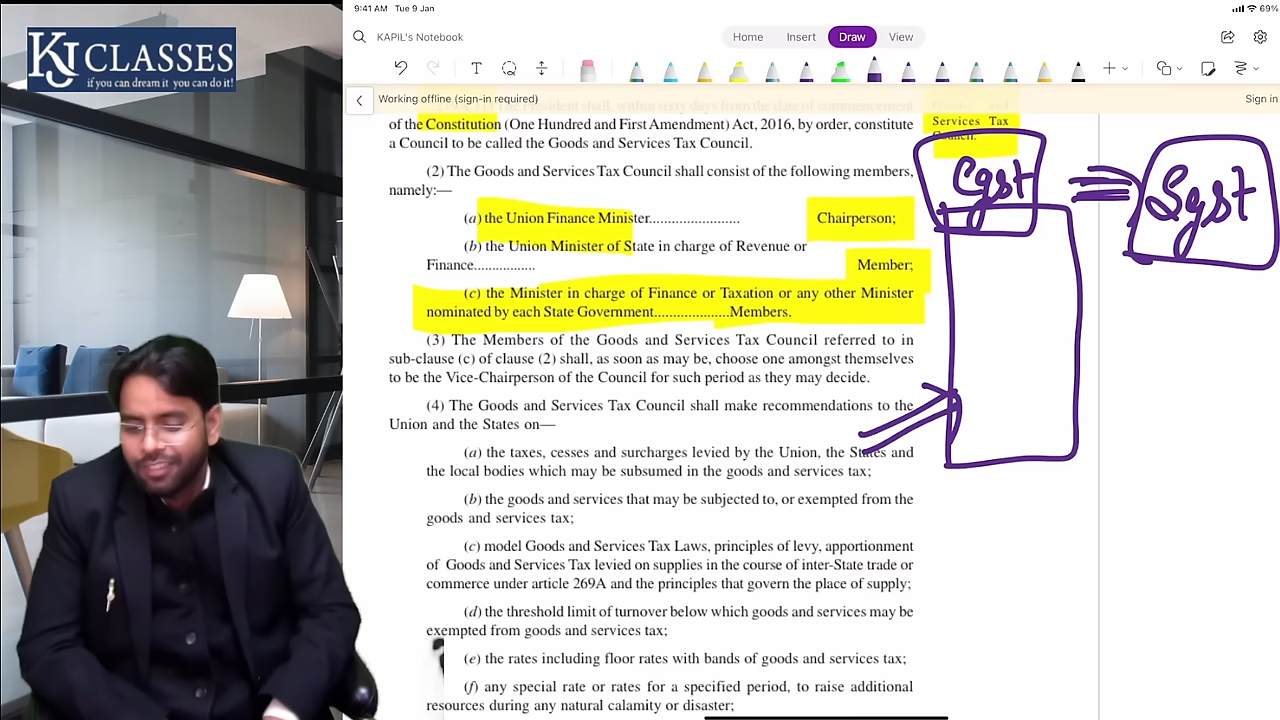 KJ CLASSES
if you can dream it you can do it!
9:41 AM Tue 9 Jan
69%
KAPIL's Notebook
Home Insert Draw View
Working offline (sign-in required)
Sign in
President shall, within sixty days from the date of commencement
of the Constitution (One Hundred and First Amendment) Act, 2016, by order, constitute
a Council to be called the Goods and Services Tax Council.
Goods and
Services Tax
Council.
(2) The Goods and Services Tax Council shall consist of the following members,
namely:—
(a) the Union Finance Minister........................ Chairperson;
(b) the Union Minister of State in charge of Revenue or
Finance................. Member;
(c) the Minister in charge of Finance or Taxation or any other Minister
nominated by each State Government....................Members.
(3) The Members of the Goods and Services Tax Council referred to in
sub-clause (c) of clause (2) shall, as soon as may be, choose one amongst themselves
to be the Vice-Chairperson of the Council for such period as they may decide.
(4) The Goods and Services Tax Council shall make recommendations to the
Union and the States on—
(a) the taxes, cesses and surcharges levied by the Union, the States and
the local bodies which may be subsumed in the goods and services tax;
(b) the goods and services that may be subjected to, or exempted from the
goods and services tax;
(c) model Goods and Services Tax Laws, principles of levy, apportionment
of Goods and Services Tax levied on supplies in the course of inter-State trade or
commerce under article 269A and the principles that govern the place of supply;
(d) the threshold limit of turnover below which goods and services may be
exempted from goods and services tax;
(e) the rates including floor rates with bands of goods and services tax;
(f) any special rate or rates for a specified period, to raise additional
resources during any natural calamity or disaster;
Cgst
Sgst